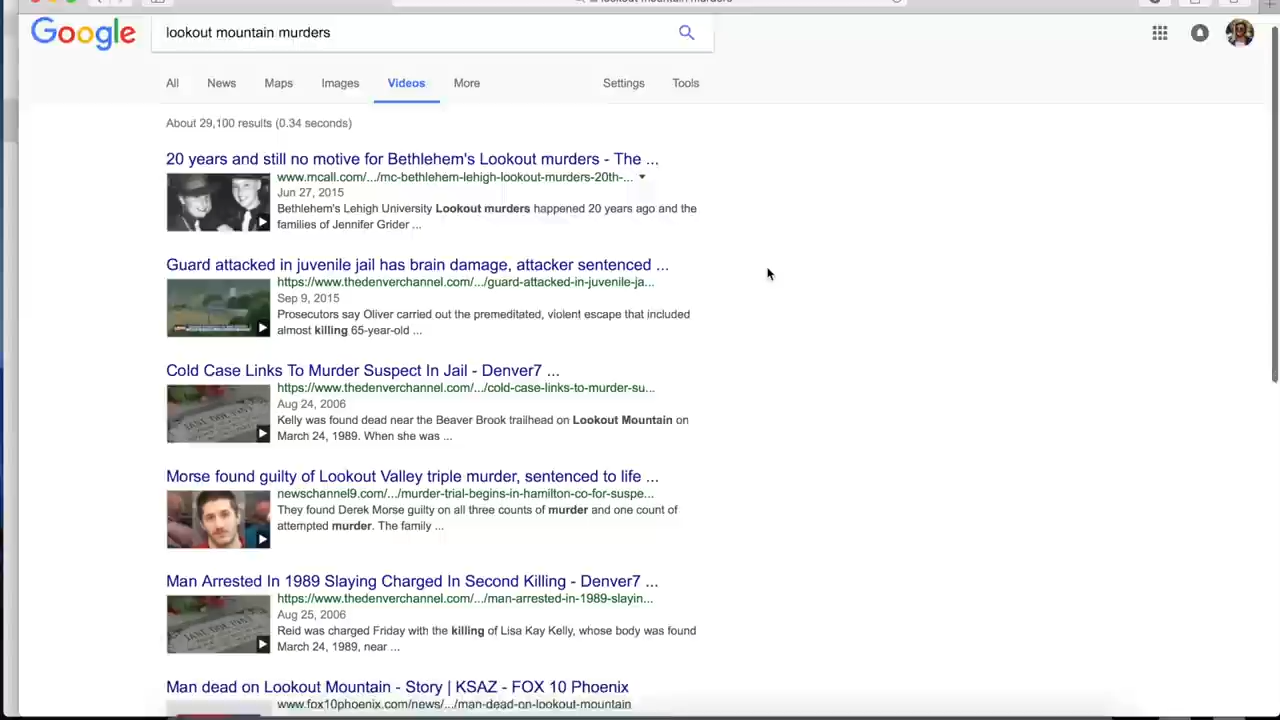 Google
lookout mountain murders
All News Maps Images Videos More Settings Tools
About 29,100 results (0.34 seconds)
20 years and still no motive for Bethlehem's Lookout murders - The ...
www.mcall.com/.../mc-bethlehem-lehigh-lookout-murders-20th-...
Jun 27, 2015
Bethlehem's Lehigh University Lookout murders happened 20 years ago and the
families of Jennifer Grider ...
Guard attacked in juvenile jail has brain damage, attacker sentenced ...
https://www.thedenverchannel.com/.../guard-attacked-in-juvenile-ja...
Sep 9, 2015
Prosecutors say Oliver carried out the premeditated, violent escape that included
almost killing 65-year-old ...
Cold Case Links To Murder Suspect In Jail - Denver7 ...
https://www.thedenverchannel.com/.../cold-case-links-to-murder-su...
Aug 24, 2006
Kelly was found dead near the Beaver Brook trailhead on Lookout Mountain on
March 24, 1989. When she was ...
Morse found guilty of Lookout Valley triple murder, sentenced to life ...
newschannel9.com/.../murder-trial-begins-in-hamilton-co-for-suspe...
They found Derek Morse guilty on all three counts of murder and one count of
attempted murder. The family ...
Man Arrested In 1989 Slaying Charged In Second Killing - Denver7 ...
https://www.thedenverchannel.com/.../man-arrested-in-1989-slayin...
Aug 25, 2006
Reid was charged Friday with the killing of Lisa Kay Kelly, whose body was found
March 24, 1989, near ...
Man dead on Lookout Mountain - Story | KSAZ - FOX 10 Phoenix
www.fox10phoenix.com/news/.../man-dead-on-lookout-mountain